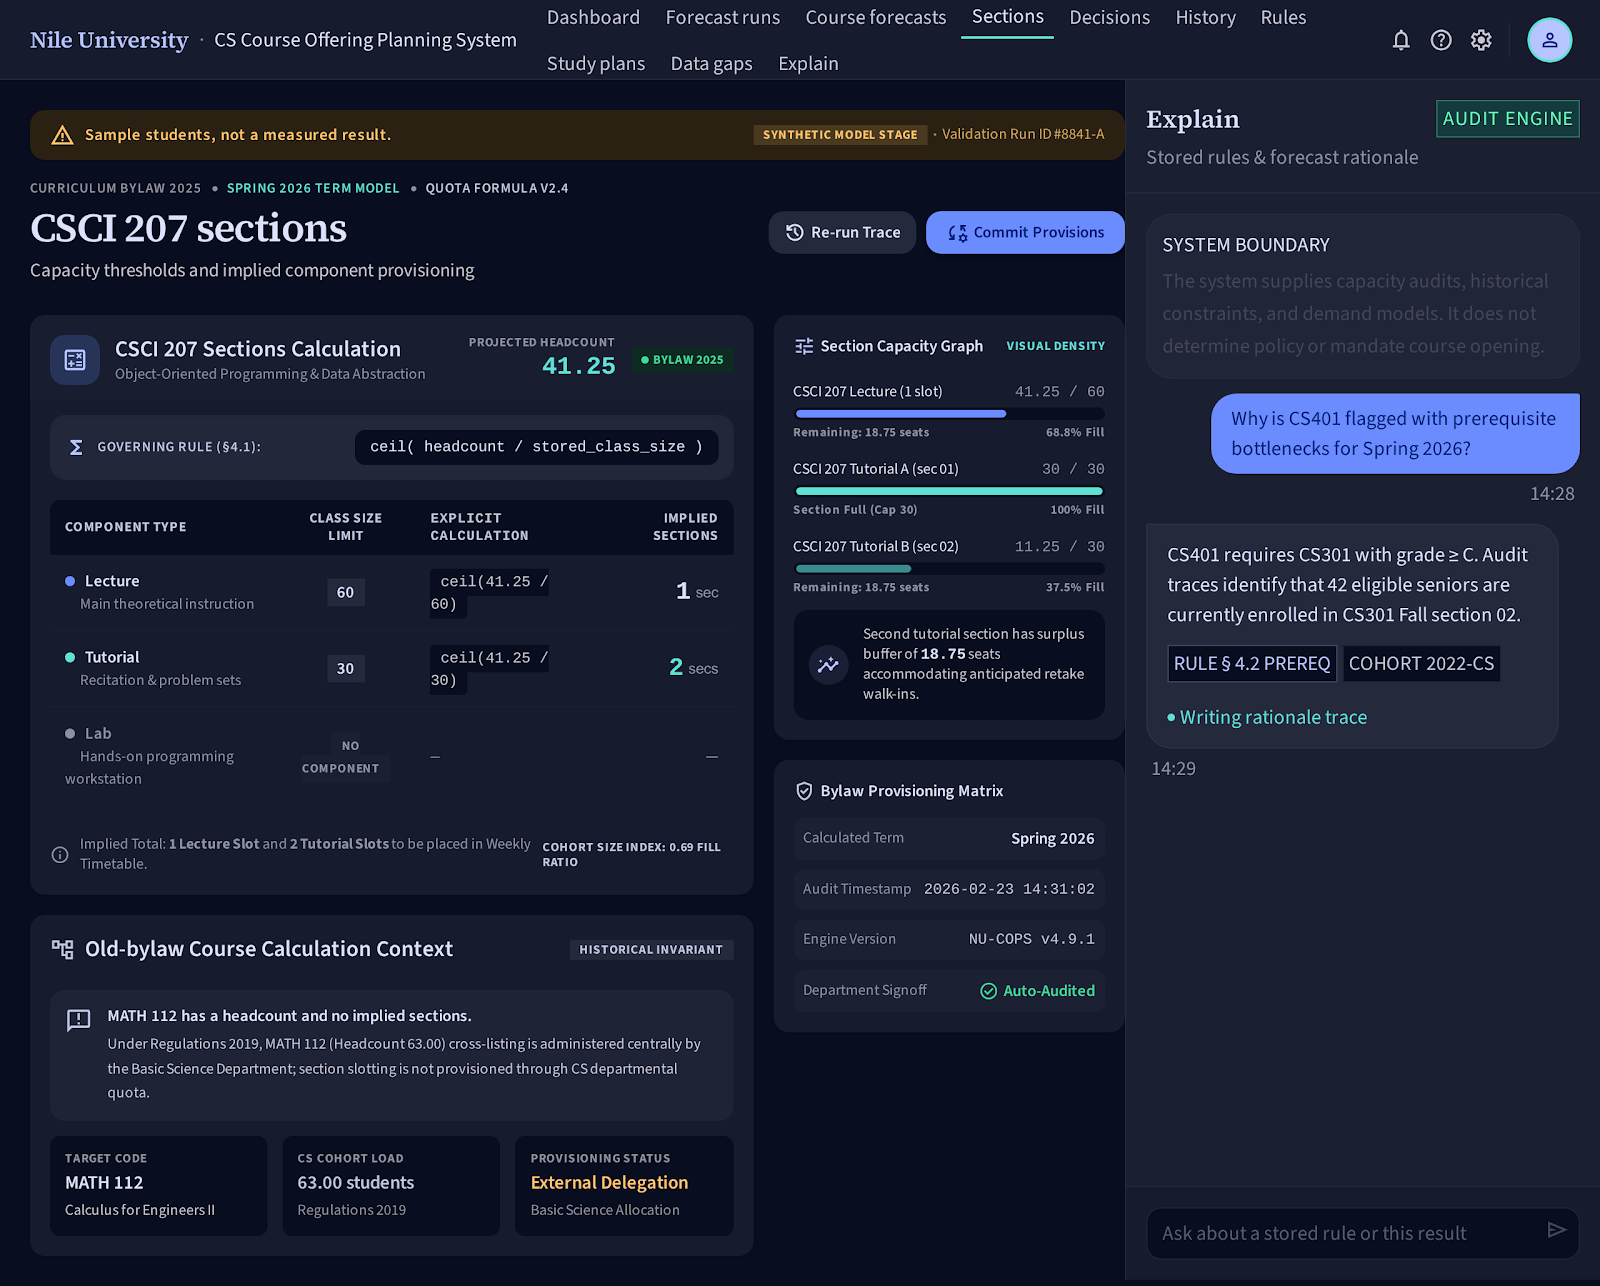 Nile University · CS Course Offering Planning System
Dashboard Forecast runs Course forecasts Sections Decisions History Rules
Study plans Data gaps Explain
Sample students, not a measured result.
SYNTHETIC MODEL STAGE · Validation Run ID #8841-A
CURRICULUM BYLAW 2025 • SPRING 2026 TERM MODEL • QUOTA FORMULA V2.4
CSCI 207 sections
Capacity thresholds and implied component provisioning
Re-run Trace
Commit Provisions
CSCI 207 Sections Calculation
Object-Oriented Programming & Data Abstraction
PROJECTED HEADCOUNT
41.25
BYLAW 2025
GOVERNING RULE (§4.1):
ceil( headcount / stored_class_size )
COMPONENT TYPE
CLASS SIZE
LIMIT
EXPLICIT
CALCULATION
IMPLIED
SECTIONS
Lecture
Main theoretical instruction
60
ceil(41.25 /
60)
1 sec
Tutorial
Recitation & problem sets
30
ceil(41.25 /
30)
2 secs
Lab
Hands-on programming
workstation
NO
COMPONENT
—
—
Implied Total: 1 Lecture Slot and 2 Tutorial Slots to be placed in Weekly
Timetable.
COHORT SIZE INDEX: 0.69 FILL
RATIO
Old-bylaw Course Calculation Context
HISTORICAL INVARIANT
MATH 112 has a headcount and no implied sections.
Under Regulations 2019, MATH 112 (Headcount 63.00) cross-listing is administered centrally by
the Basic Science Department; section slotting is not provisioned through CS departmental
quota.
TARGET CODE
MATH 112
Calculus for Engineers II
CS COHORT LOAD
63.00 students
Regulations 2019
PROVISIONING STATUS
External Delegation
Basic Science Allocation
Section Capacity Graph
VISUAL DENSITY
CSCI 207 Lecture (1 slot) 41.25 / 60
Remaining: 18.75 seats 68.8% Fill
CSCI 207 Tutorial A (sec 01) 30 / 30
Section Full (Cap 30) 100% Fill
CSCI 207 Tutorial B (sec 02) 11.25 / 30
Remaining: 18.75 seats 37.5% Fill
Second tutorial section has surplus
buffer of 18.75 seats
accommodating anticipated retake
walk-ins.
Bylaw Provisioning Matrix
Calculated Term Spring 2026
Audit Timestamp 2026-02-23 14:31:02
Engine Version NU-COPS v4.9.1
Department Signoff Auto-Audited
Explain
AUDIT ENGINE
Stored rules & forecast rationale
SYSTEM BOUNDARY
The system supplies capacity audits, historical
constraints, and demand models. It does not
determine policy or mandate course opening.
Why is CS401 flagged with prerequisite
bottlenecks for Spring 2026?
14:28
CS401 requires CS301 with grade ≥ C. Audit
traces identify that 42 eligible seniors are
currently enrolled in CS301 Fall section 02.
RULE § 4.2 PREREQ
COHORT 2022-CS
Writing rationale trace
14:29
Ask about a stored rule or this result